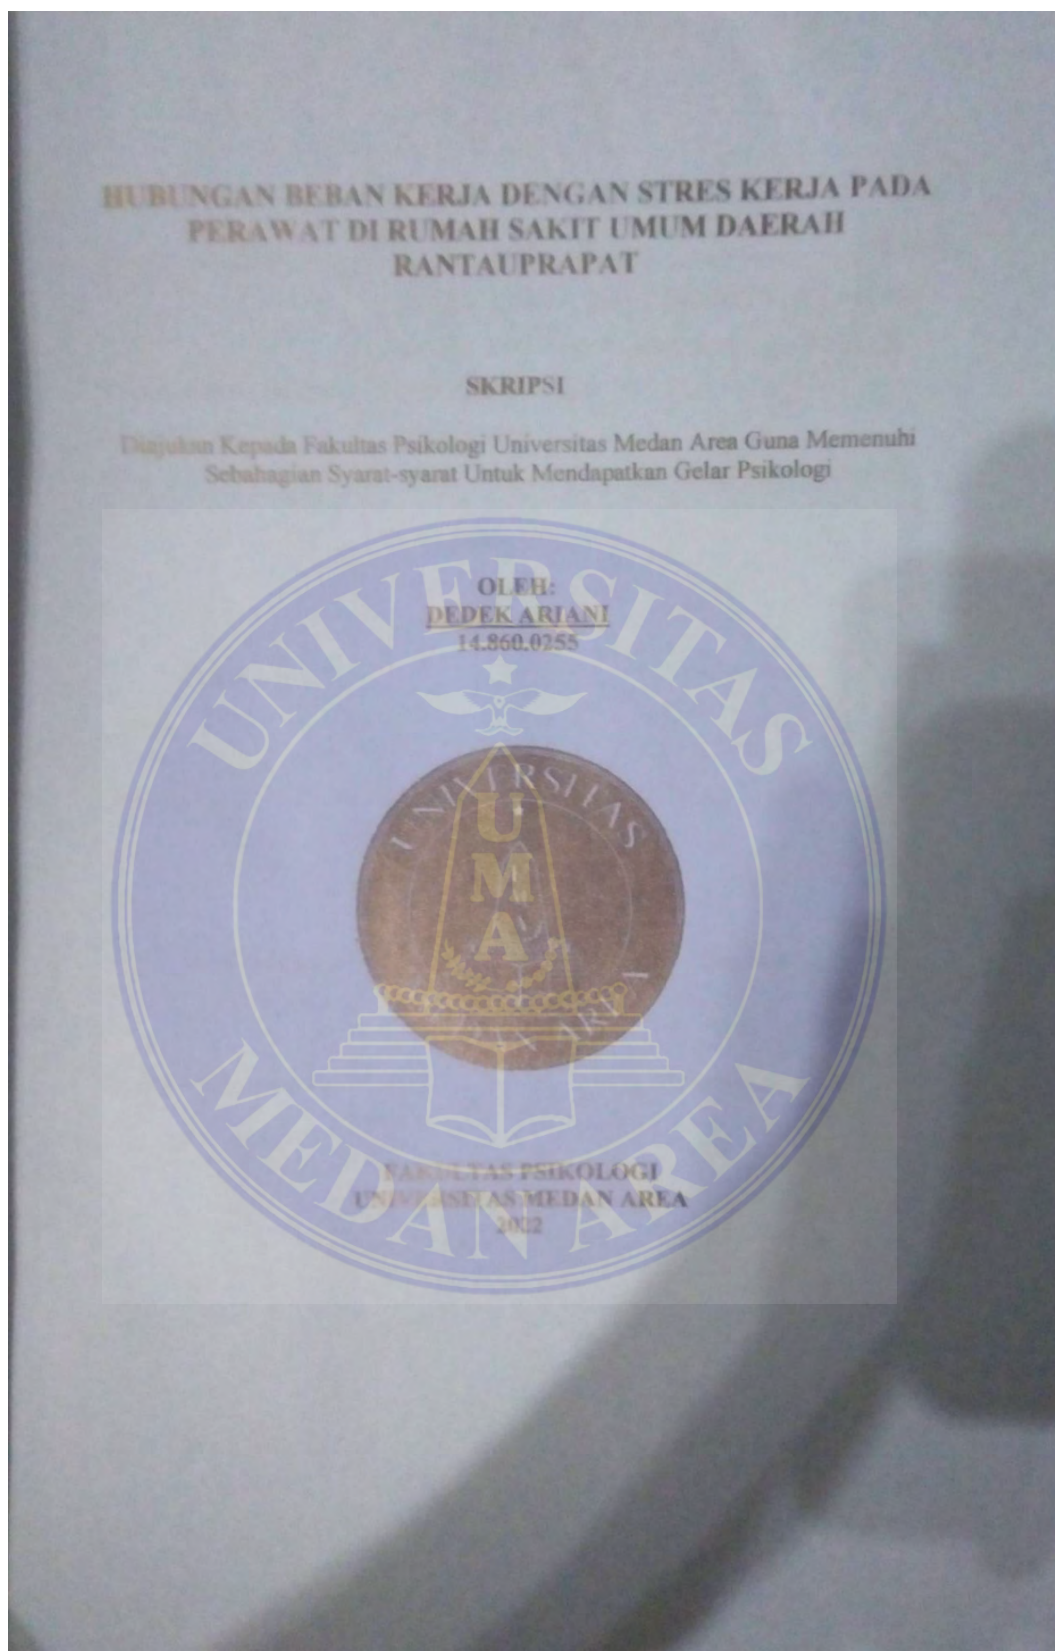 HUBUNGAN BEBAN KERJA DENGAN STRES KERJA PADA
PERAWAT DI RUMAH SAKIT UMUM DAERAH
RANTAUPRAPAT
SKRIPSI
Diajukan Kepada Fakultas Psikologi Universitas Medan Area Guna Memenuhi
Sebahagian Syarat-syarat Untuk Mendapatkan Gelar Psikologi
OLEH:
DEDEK ARIANI
14.860.0255
UNIVERSITAS
UNIVERSITAS
UMA
MEDAN AREA
FAKULTAS PSIKOLOGI
UNIVERSITAS MEDAN AREA
2022